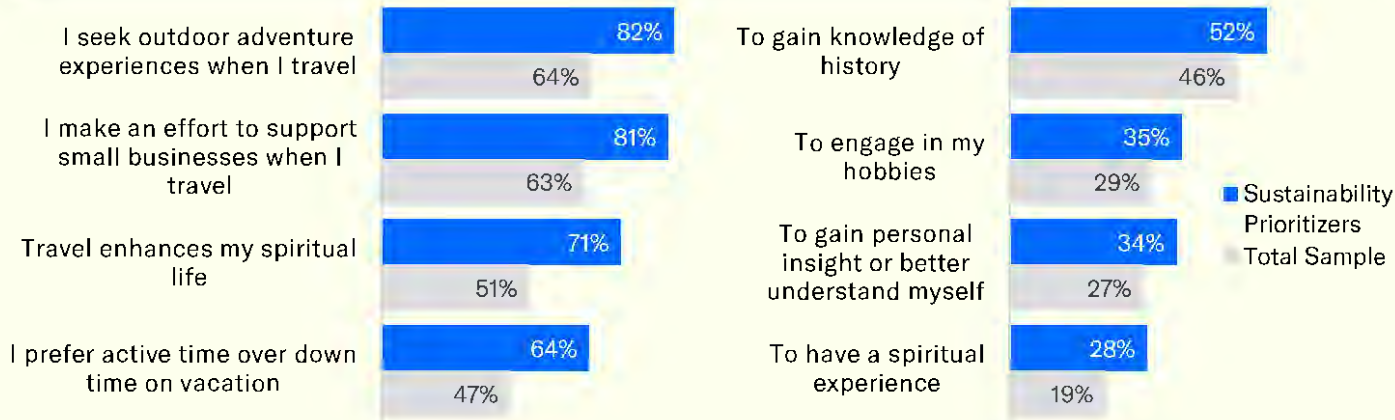 I seek outdoor adventure
experiences when I travel
82%
64%
I make an effort to support
small businesses when I
travel
81%
63%
Travel enhances my spiritual
life
71%
51%
I prefer active time over down
time on vacation
64%
47%
To gain knowledge of
history
52%
46%
To engage in my
hobbies
35%
29%
To gain personal
insight or better
understand myself
34%
27%
To have a spiritual
experience
28%
19%
Sustainability
Prioritizers
Total Sample